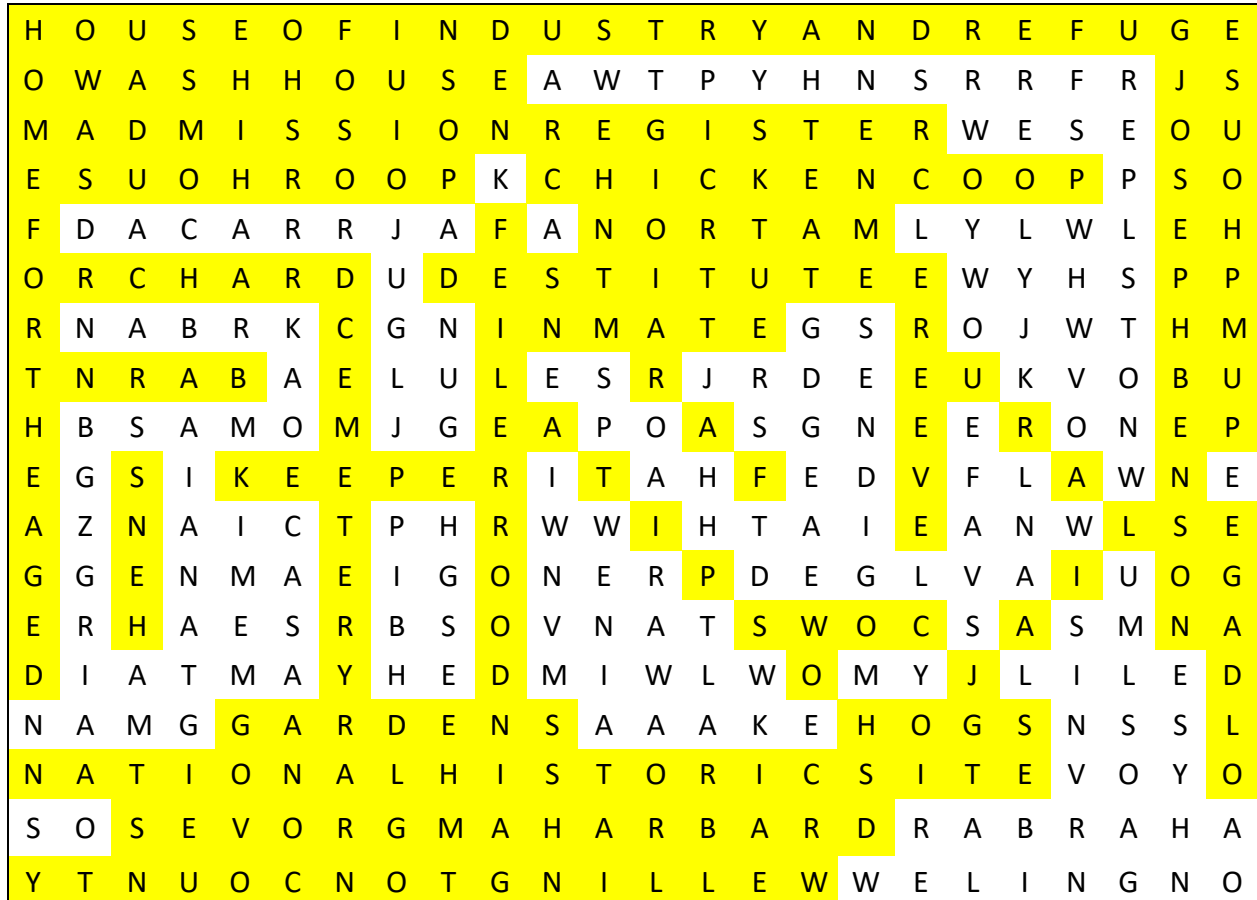 H O U S E O F I N D U S T R Y A N D R E F U G E
O W A S H H O U S E A W T P Y H N S R R F R J S
M A D M I S S I O N R E G I S T E R W E S E O U
E S U O H R O O P K C H I C K E N C O O P P S O
F D A C A R R J A F A N O R T A M L Y L W L E H
O R C H A R D U D E S T I T U T E E W Y H S P P
R N A B R K C G N I N M A T E G S R O J W T H M
T N R A B A E L U L E S R J R D E E U K V O B U
H B S A M O M J G E A P O A S G N E E R O N E P
E G S I K E E P E R I T A H F E D V F L A W N E
A Z N A I C T P H R W W I H T A I E A N W L S E
G G E N M A E I G O N E R P D E G L V A I U O G
E R H A E S R B S O V N A T S W O C S A S M N A
D I A T M A Y H E D M I W L W O M Y J L I L E D
N A M G G A R D E N S A A A K E H O G S N S S L
N A T I O N A L H I S T O R I C S I T E V O Y O
S O S E V O R G M A H A R B A R D R A B R A H A
Y T N U O C N O T G N I L L E W W E L I N G N O